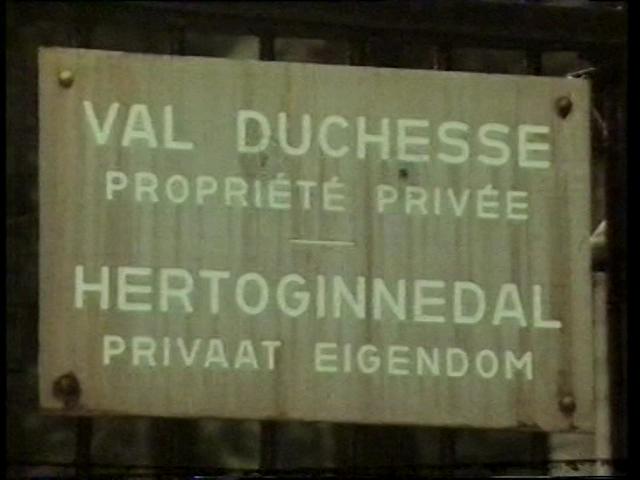 VAL DUCHESSE
PROPRIÉTÉ PRIVÉE
HERTOGINNEDAL
PRIVAAT EIGENDOM